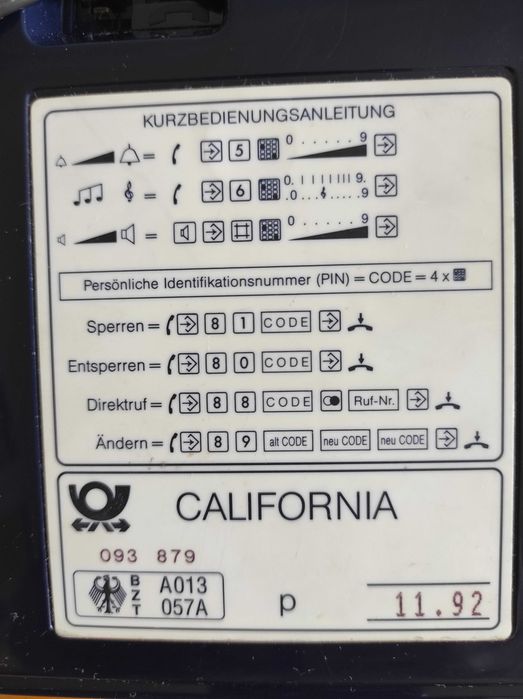 KURZBEDIENUNGSANLEITUNG
= 5 0 . . . . . 9
= 6 0. 9.
.0 .9
= 0 . . . . . 9
Persönliche Identifikationsnummer (PIN) = CODE = 4 x
Sperren = 8 1 CODE
Entsperren = 8 0 CODE
Direktruf = 8 8 CODE Ruf-Nr.
Ändern = 8 9 alt CODE neu CODE neu CODE
CALIFORNIA
093 879
BZT A013
057A
p 11.92